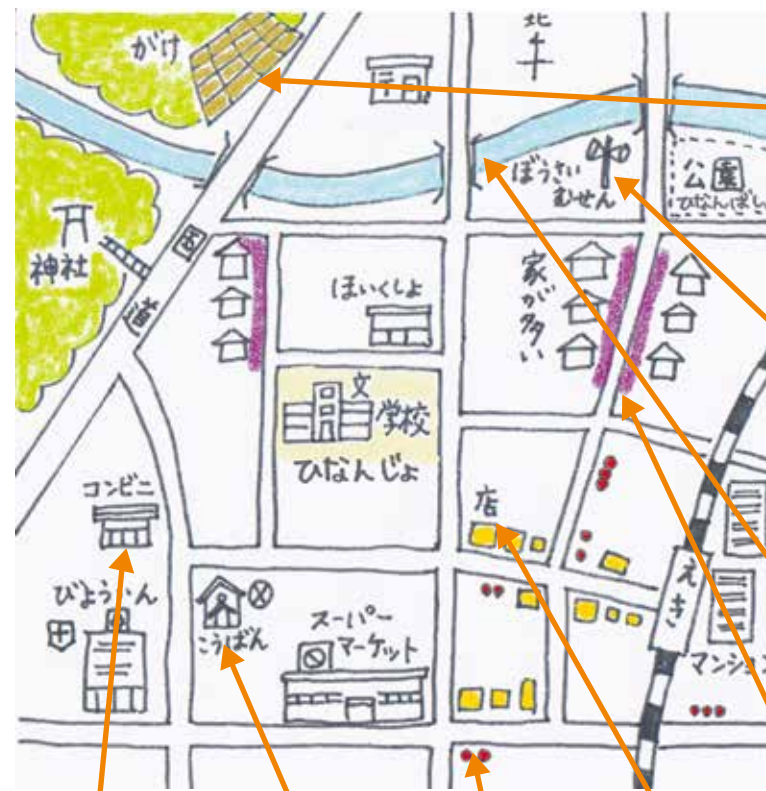 がけ
北
ぼうさい
むせん
公園
ひなんばし
神社
国
道
ほいくしょ
家が多い
文
学校
ひなんじょ
コンビニ
店
びょういん
こうばん
スーパー
マーケット
えき
マンション